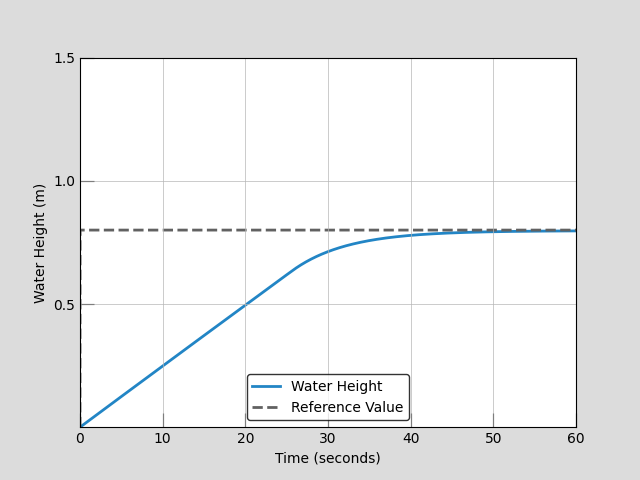 1.5
1.0
0.5
Water Height (m)
Water Height
Reference Value
0 10 20 30 40 50 60
Time (seconds)